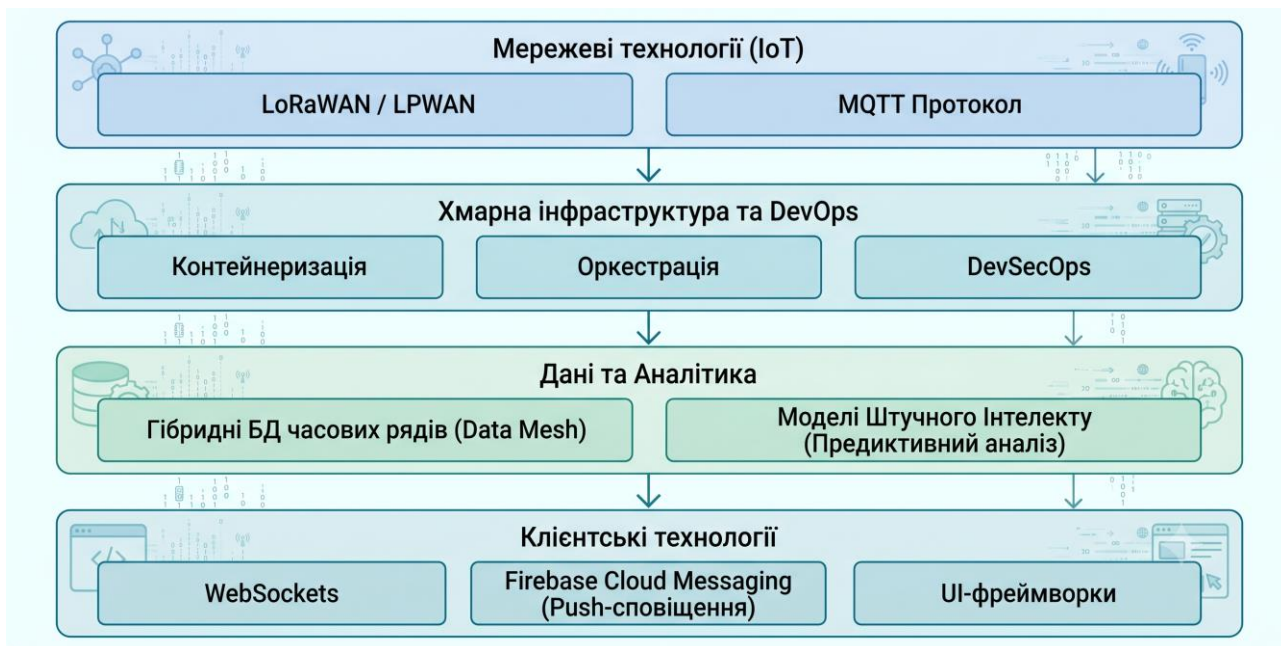 Мережеві технології (IoT)
LoRaWAN / LPWAN
MQTT Протокол
Хмарна інфраструктура та DevOps
Контейнеризація
Оркестрація
DevSecOps
Дані та Аналітика
Гібридні БД часових рядів (Data Mesh)
Моделі Штучного Інтелекту
(Предиктивний аналіз)
Клієнтські технології
WebSockets
Firebase Cloud Messaging
(Push-сповіщення)
UI-фреймворки